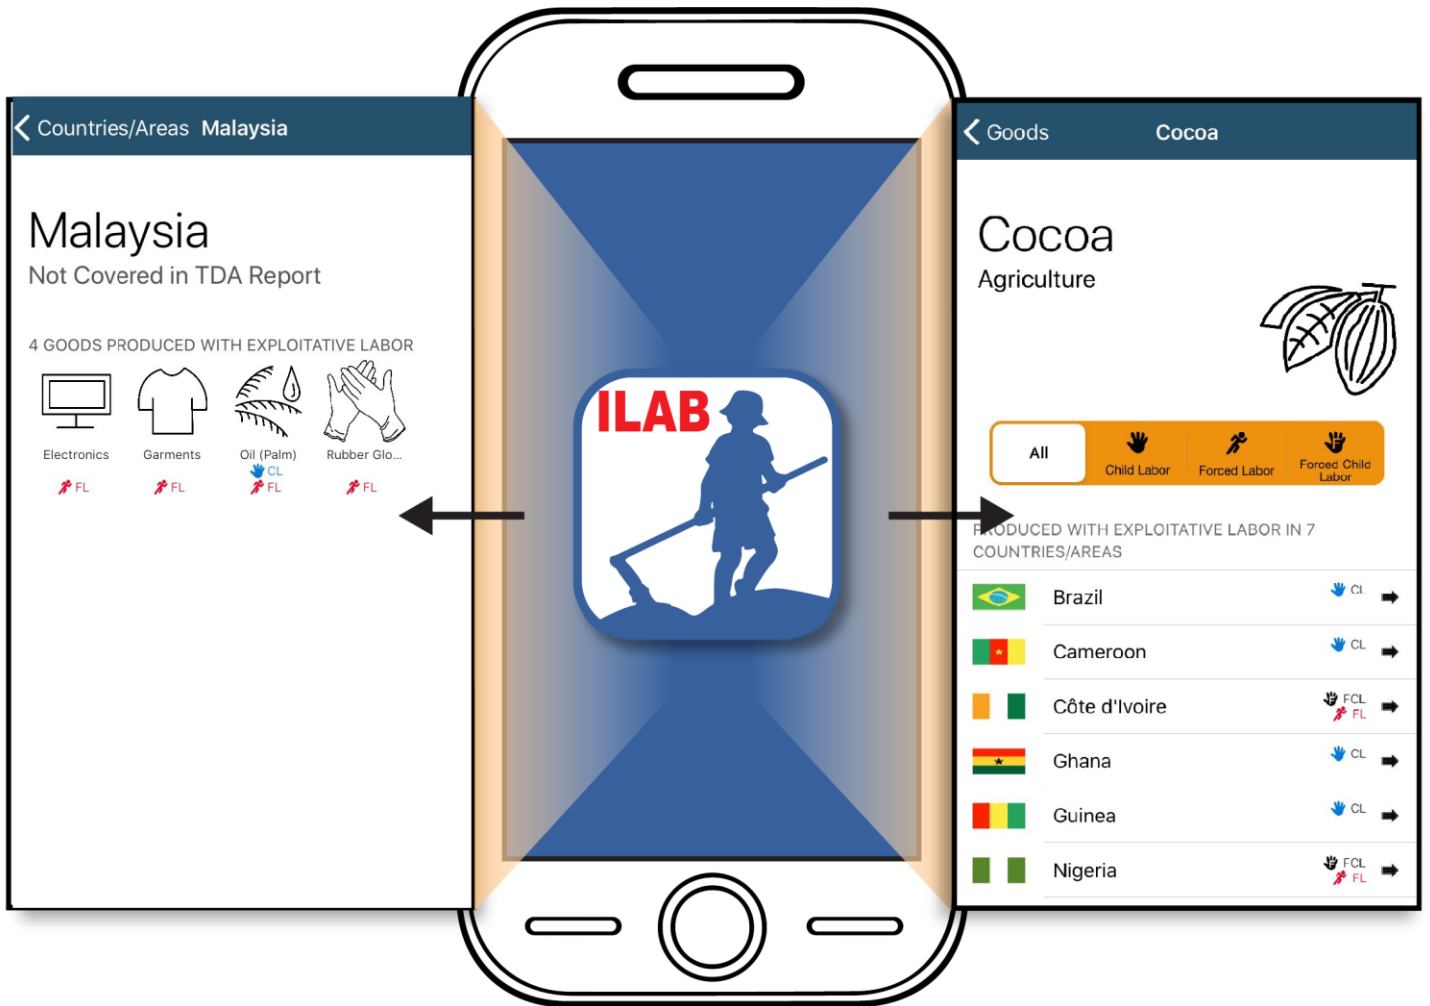 Countries/Areas Malaysia
Malaysia
Not Covered in TDA Report
4 GOODS PRODUCED WITH EXPLOITATIVE LABOR
Electronics Garments Oil (Palm) Rubber Glo...
CL
FL FL FL FL
ILAB
Goods Cocoa
Cocoa
Agriculture
All Child Labor Forced Labor Forced Child
Labor
PRODUCED WITH EXPLOITATIVE LABOR IN 7
COUNTRIES/AREAS
Brazil CL
Cameroon CL
Côte d'Ivoire FCL
FL
Ghana CL
Guinea CL
Nigeria FCL
FL